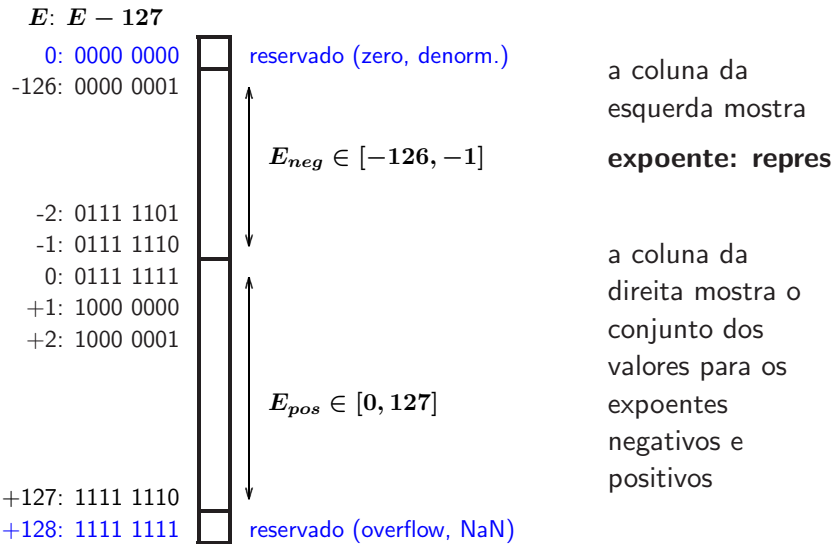 E: E − 127
0: 0000 0000
reservado (zero, denorm.)
-126: 0000 0001
E_neg ∈ [−126, −1]
-2: 0111 1101
-1: 0111 1110
0: 0111 1111
+1: 1000 0000
+2: 1000 0001
E_pos ∈ [0, 127]
+127: 1111 1110
+128: 1111 1111
reservado (overflow, NaN)
a coluna da
esquerda mostra
expoente: repres
a coluna da
direita mostra o
conjunto dos
valores para os
expoentes
negativos e
positivos